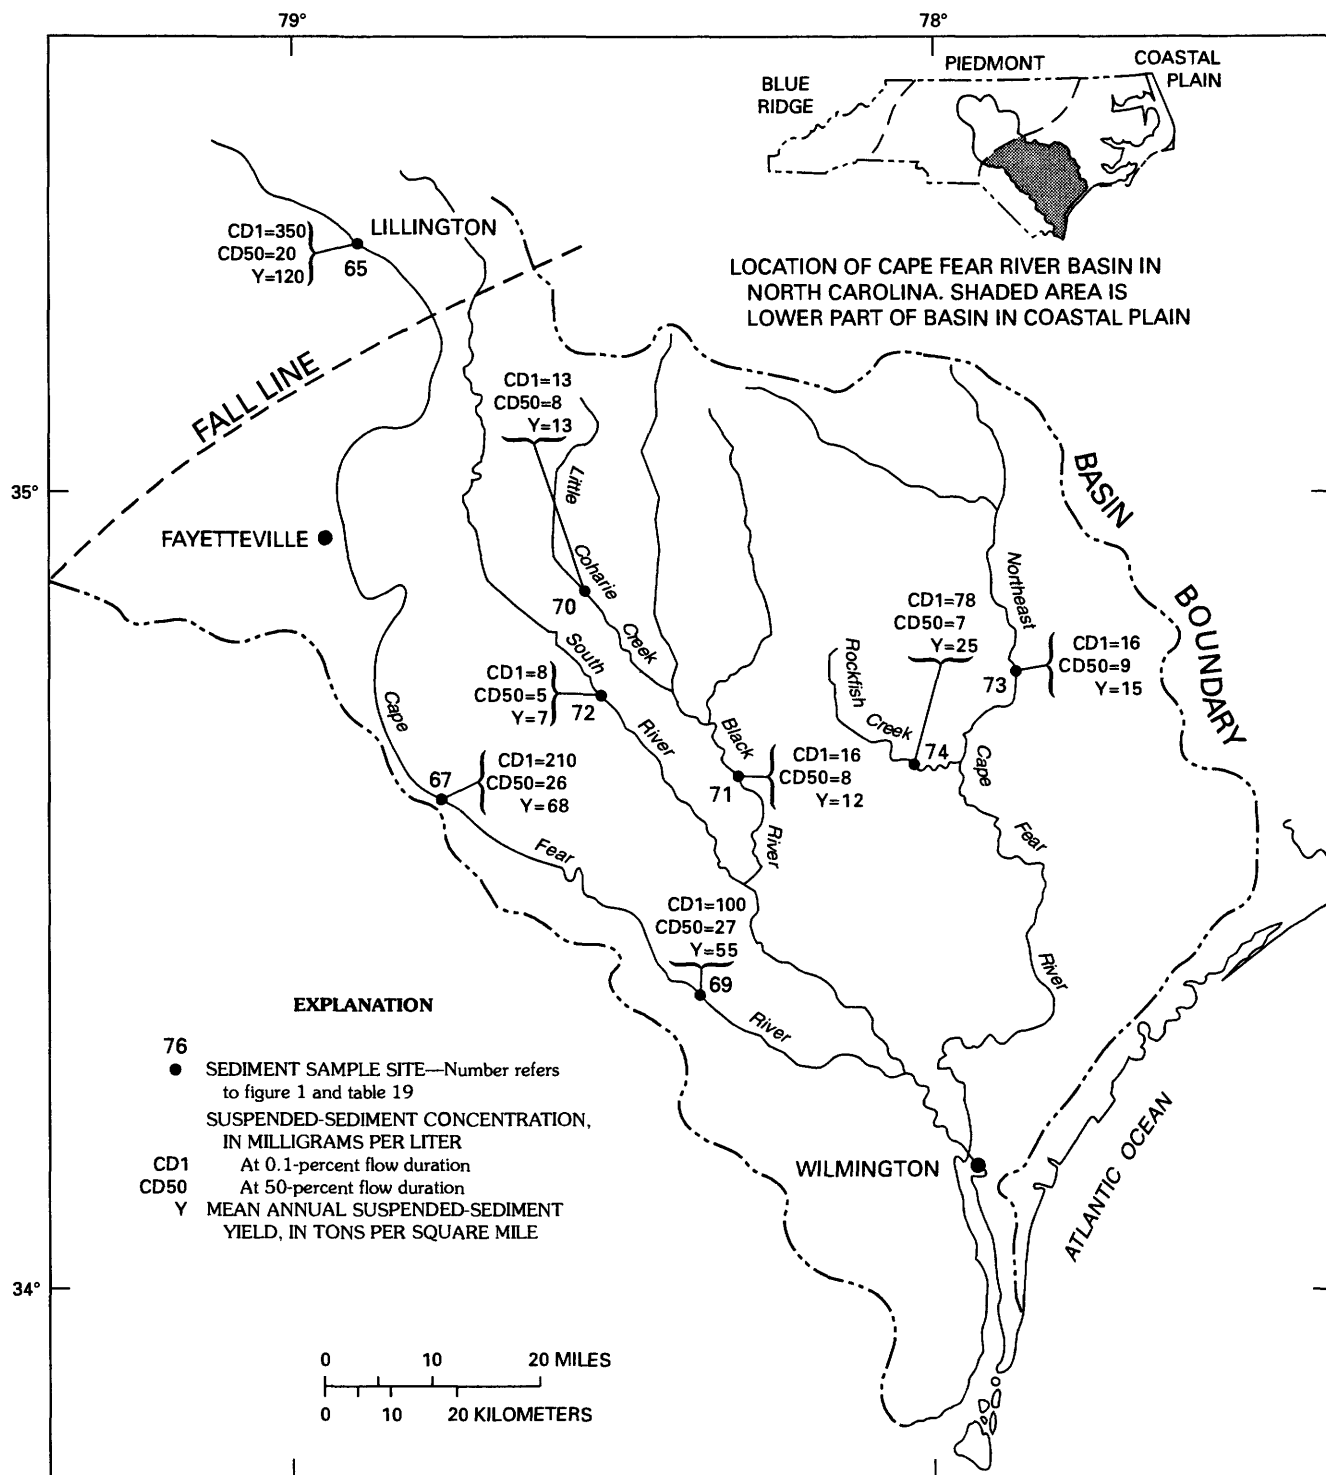 79°
78°
BLUE
RIDGE
PIEDMONT
COASTAL
PLAIN
LOCATION OF CAPE FEAR RIVER BASIN IN
NORTH CAROLINA. SHADED AREA IS
LOWER PART OF BASIN IN COASTAL PLAIN
LILLINGTON
CD1=350
CD50=20
Y=120
65
FALL LINE
CD1=13
CD50=8
Y=13
Little
Coharie
Creek
70
35°
FAYETTEVILLE
BASIN
BOUNDARY
Northeast
CD1=78
CD50=7
Y=25
Rockfish
Creek
74
CD1=16
CD50=9
Y=15
73
South
River
CD1=8
CD50=5
Y=7
72
Cape
67
CD1=210
CD50=26
Y=68
Black
River
71
CD1=16
CD50=8
Y=12
Cape
Fear
River
Fear
CD1=100
CD50=27
Y=55
69
River
EXPLANATION
76
SEDIMENT SAMPLE SITE—Number refers
to figure 1 and table 19
SUSPENDED-SEDIMENT CONCENTRATION,
IN MILLIGRAMS PER LITER
CD1 At 0.1-percent flow duration
CD50 At 50-percent flow duration
Y MEAN ANNUAL SUSPENDED-SEDIMENT
YIELD, IN TONS PER SQUARE MILE
WILMINGTON
ATLANTIC OCEAN
34°
0 10 20 MILES
0 10 20 KILOMETERS